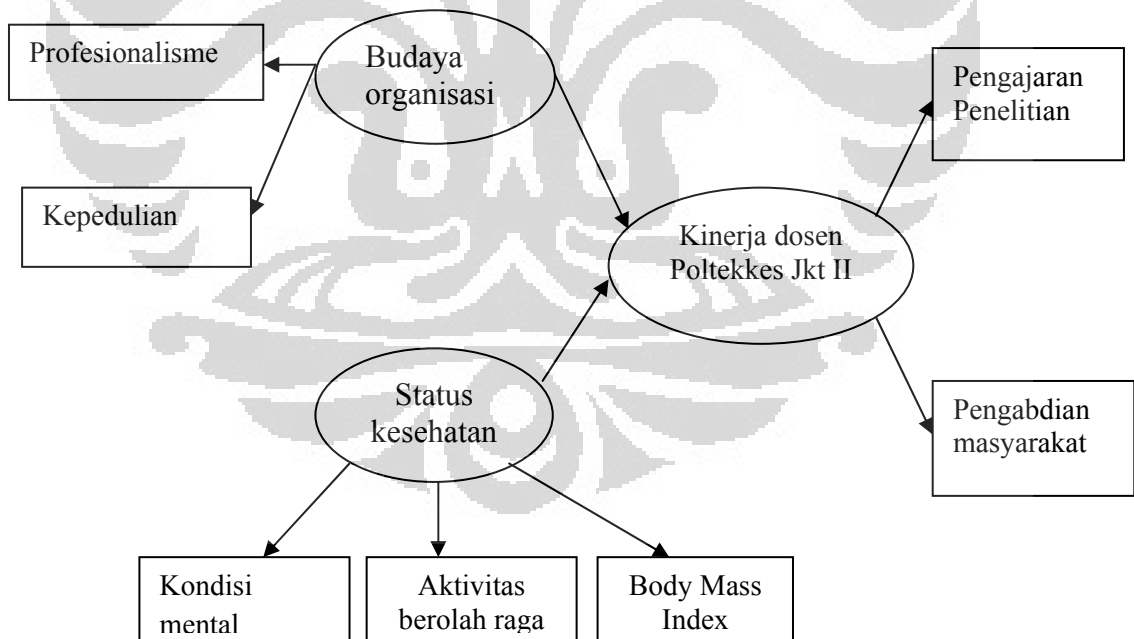 Profesionalisme
Budaya
organisasi
Pengajaran
Penelitian
Kepedulian
Kinerja dosen
Poltekkes Jkt II
Status
kesehatan
Pengabdian
masyarakat
Kondisi
mental
Aktivitas
berolah raga
Body Mass
Index